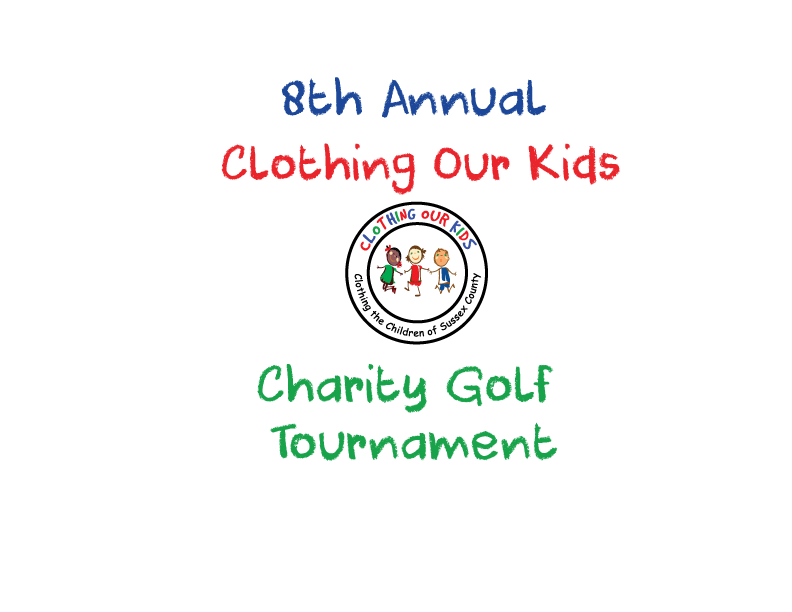 8th Annual
Clothing Our Kids
CLOTHING OUR KIDS
Clothing the Children of Sussex County
Charity Golf
Tournament